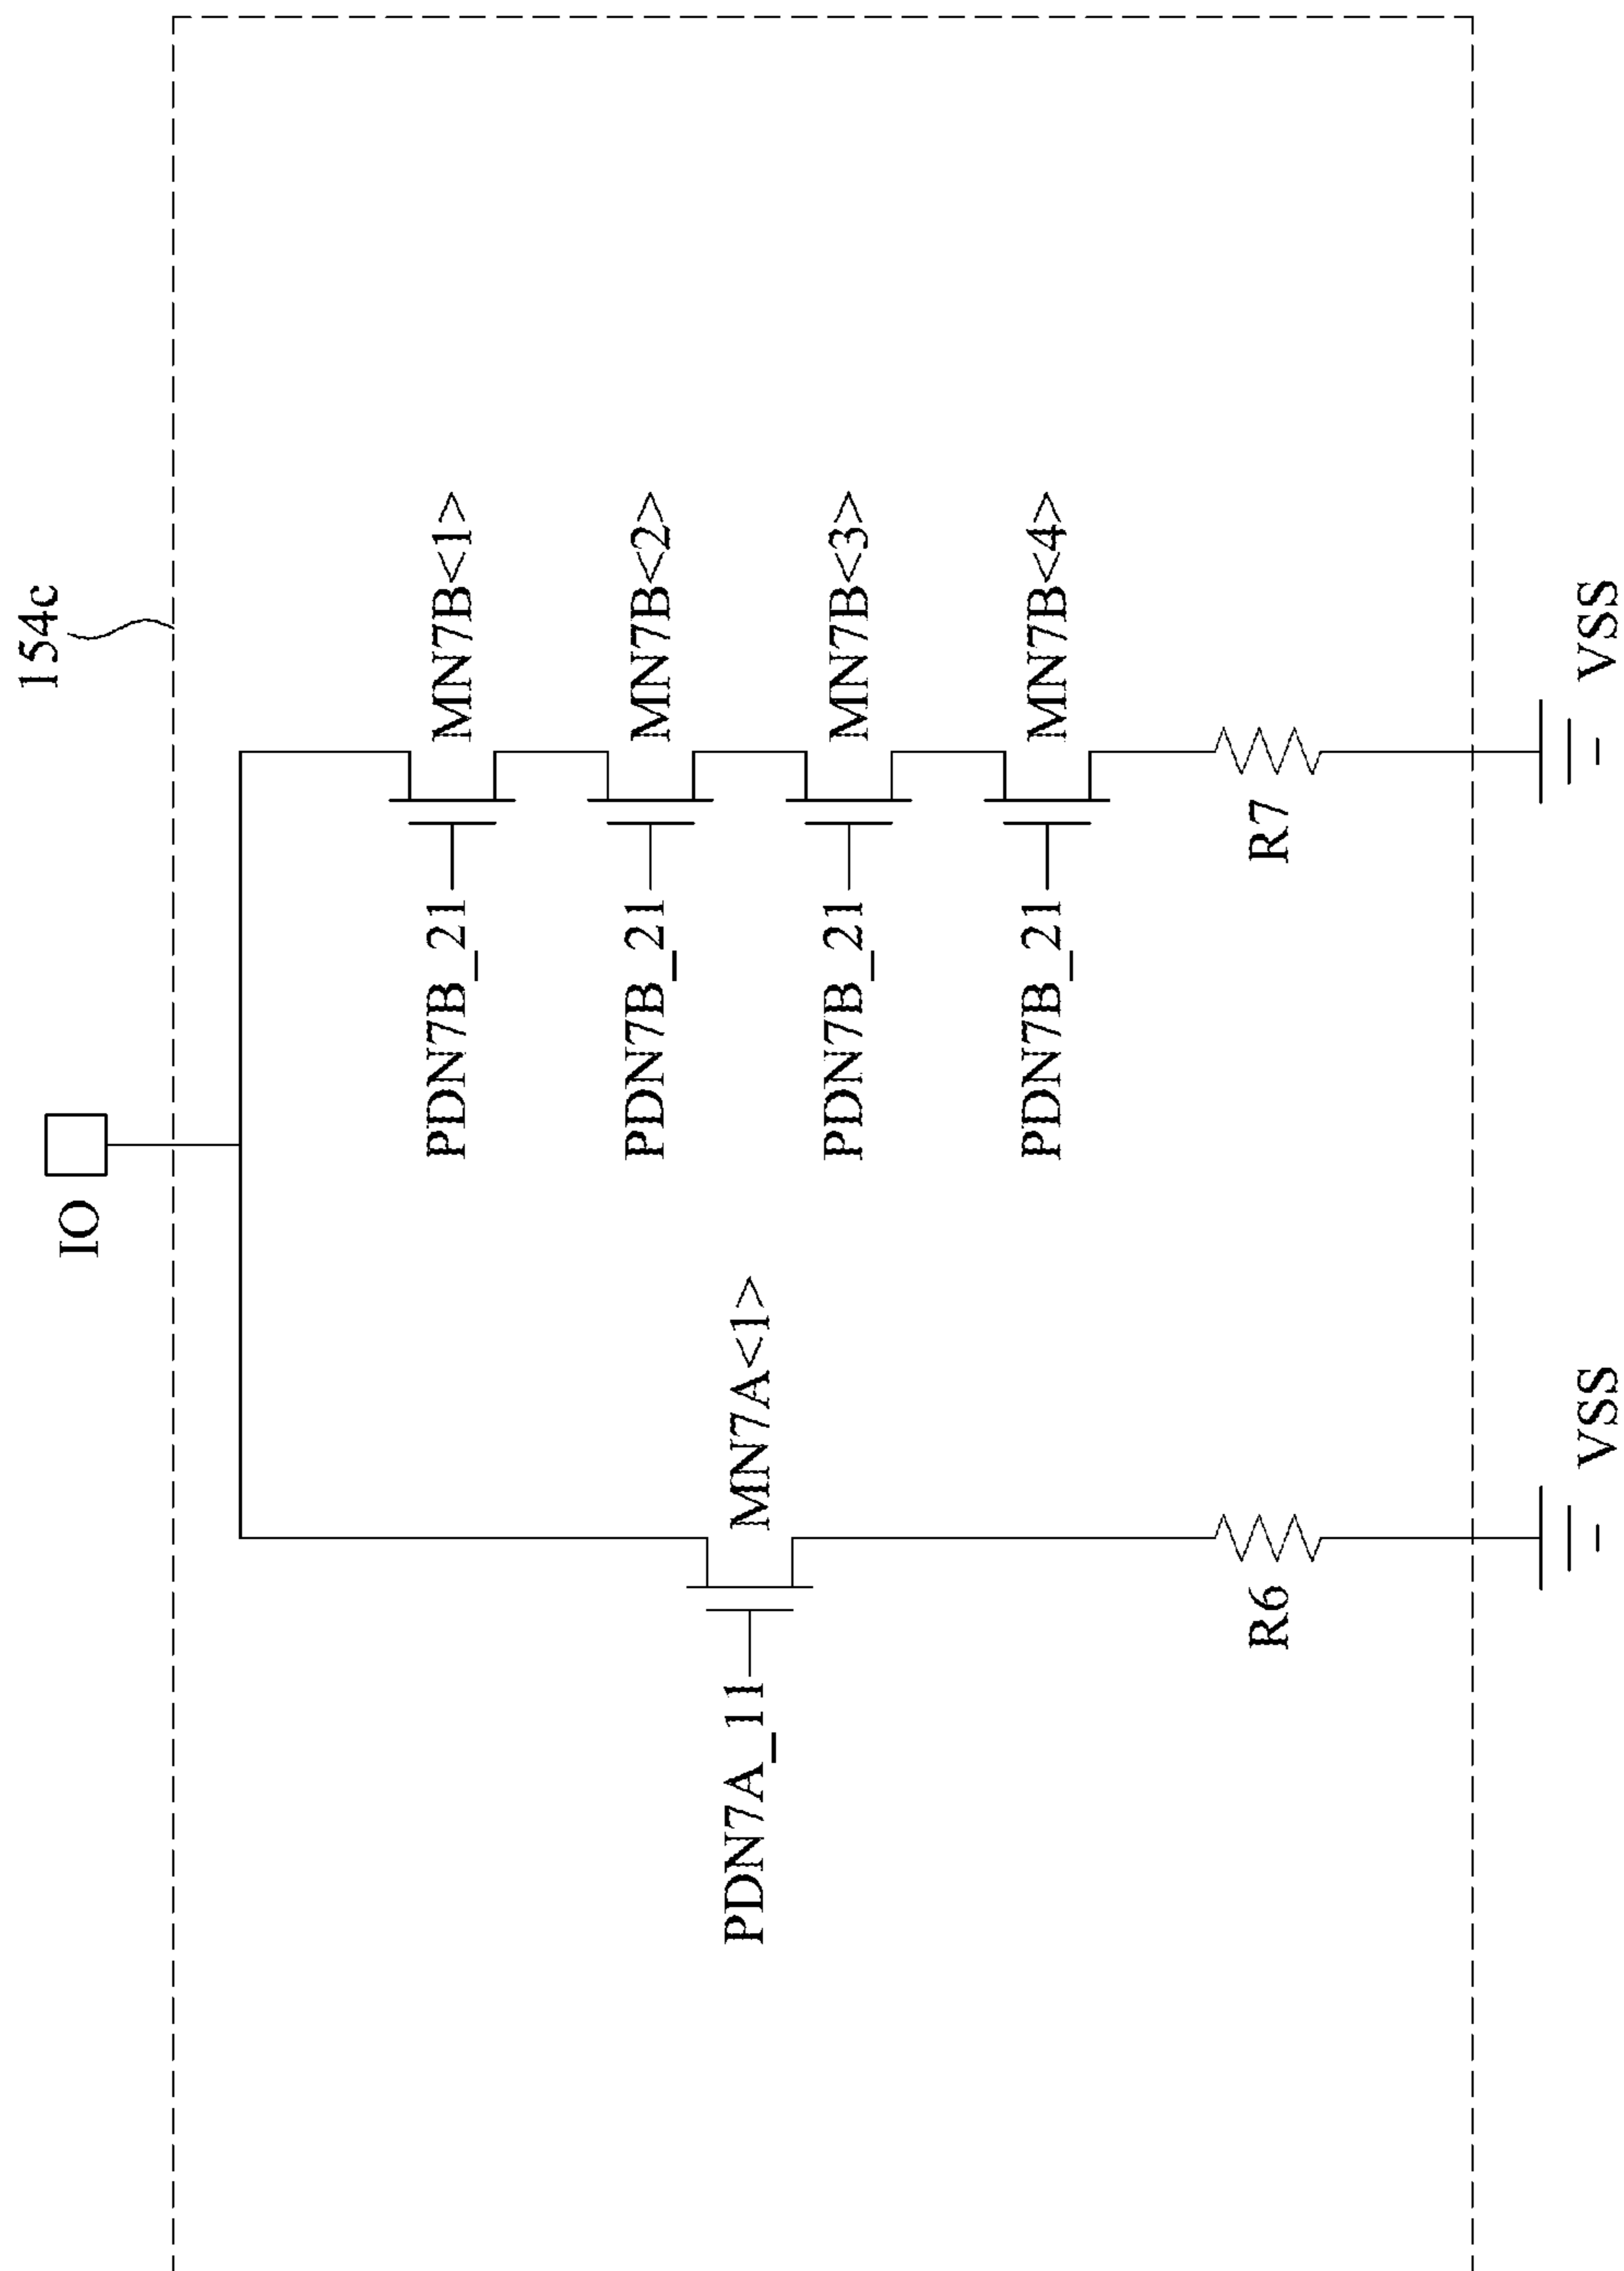 154c
IO
MN7A<1>
PDN7A_11
R6
VSS
PDN7B_21
MN7B<1>
PDN7B_21
MN7B<2>
PDN7B_21
MN7B<3>
PDN7B_21
MN7B<4>
R7
VSS